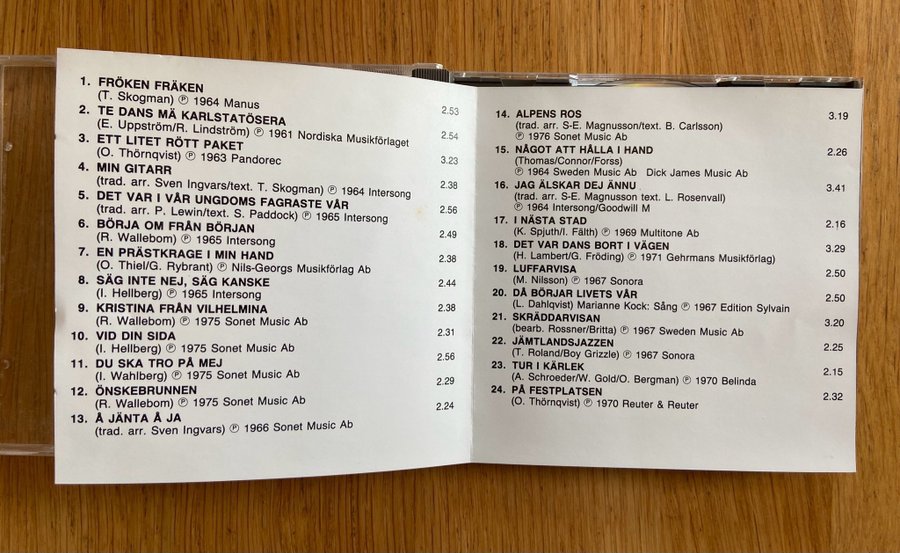 1. FRÖKEN FRÄKEN
(T. Skogman) ℗ 1964 Manus 2.53
2. TE DANS MÄ KARLSTATÖSERA
(E. Uppström/R. Lindström) ℗ 1961 Nordiska Musikförlaget 2.54
3. ETT LITET RÖTT PAKET
(O. Thörnqvist) ℗ 1963 Pandorec 3.23
4. MIN GITARR
(trad. arr. Sven Ingvars/text. T. Skogman) ℗ 1964 Intersong 2.38
5. DET VAR I VÅR UNGDOMS FAGRASTE VÅR
(trad. arr. P. Lewin/text. S. Paddock) ℗ 1965 Intersong 2.56
6. BÖRJA OM FRÅN BÖRJAN
(R. Wallebom) ℗ 1965 Intersong 2.49
7. EN PRÄSTKRAGE I MIN HAND
(O. Thiel/G. Rybrant) ℗ Nils-Georgs Musikförlag Ab 2.38
8. SÄG INTE NEJ, SÄG KANSKE
(I. Hellberg) ℗ 1965 Intersong 2.44
9. KRISTINA FRÅN VILHELMINA
(R. Wallebom) ℗ 1975 Sonet Music Ab 2.38
10. VID DIN SIDA
(I. Hellberg) ℗ 1975 Sonet Music Ab 2.31
11. DU SKA TRO PÅ MEJ
(I. Wahlberg) ℗ 1975 Sonet Music Ab 2.56
12. ÖNSKEBRUNNEN
(R. Wallebom) ℗ 1975 Sonet Music Ab 2.29
13. Å JÄNTA Å JA
(trad. arr. Sven Ingvars) ℗ 1966 Sonet Music Ab 2.24
14. ALPENS ROS 3.19
(trad. arr. S-E. Magnusson/text. B. Carlsson)
℗ 1976 Sonet Music Ab
15. NÅGOT ATT HÅLLA I HAND 2.26
(Thomas/Connor/Forss)
℗ 1964 Sweden Music Ab Dick James Music Ab
16. JAG ÄLSKAR DEJ ÄNNU 3.41
(trad. arr. S-E. Magnusson text. L. Rosenvall)
℗ 1964 Intersong/Goodwill M
17. I NÄSTA STAD 2.16
(K. Spjuth/I. Fälth) ℗ 1969 Multitone Ab
18. DET VAR DANS BORT I VÄGEN 3.29
(H. Lambert/G. Fröding) ℗ 1971 Gehrmans Musikförlag)
19. LUFFARVISA 2.50
(M. Nilsson) ℗ 1967 Sonora
20. DÅ BÖRJAR LIVETS VÅR 2.50
(L. Dahlqvist) Marianne Kock: Sång ℗ 1967 Edition Sylvain
21. SKRÄDDARVISAN 3.20
(bearb. Rossner/Britta) ℗ 1967 Sweden Music Ab
22. JÄMTLANDSJAZZEN 2.25
(T. Roland/Boy Grizzle) ℗ 1967 Sonora
23. TUR I KÄRLEK 2.15
(A. Schroeder/W. Gold/O. Bergman) ℗ 1970 Belinda
24. PÅ FESTPLATSEN 2.32
(O. Thörnqvist) ℗ 1970 Reuter & Reuter